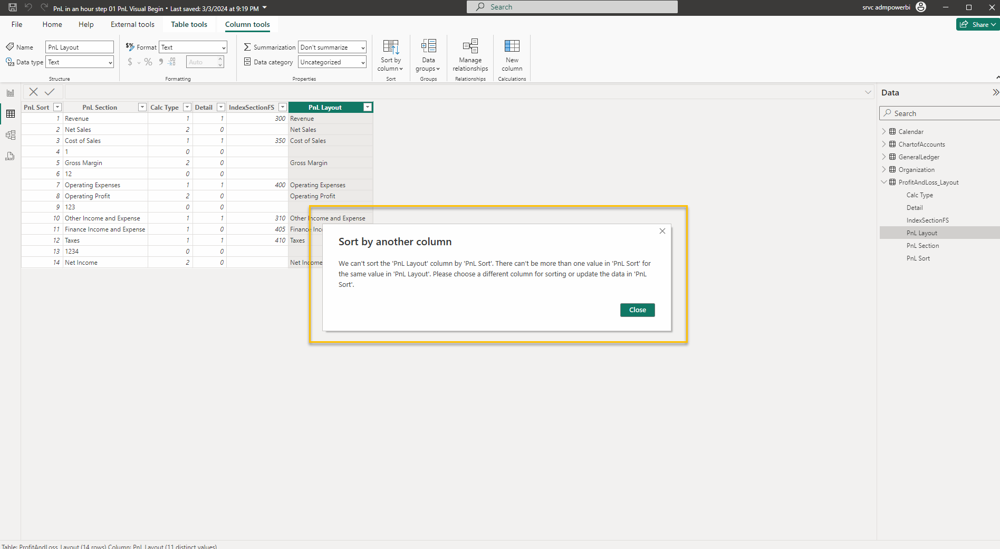 PnL in an hour step 01 PnL Visual Begin • Last saved: 3/3/2024 at 9:19 PM
Search
srvc admpowerbi
File Home Help External tools Table tools Column tools
Share
Name PnL Layout
Data type Text
Structure
Format Text
$ % Auto
Formatting
Summarization Don't summarize
Data category Uncategorized
Properties
Sort by
column
Sort
Data
groups
Groups
Manage
relationships
Relationships
New
column
Calculations
PnL Sort PnL Section Calc Type Detail IndexSectionFS PnL Layout
1 Revenue 1 1 300 Revenue
2 Net Sales 2 0 Net Sales
3 Cost of Sales 1 1 350 Cost of Sales
4 1 0 0
5 Gross Margin 2 0 Gross Margin
6 12 0 0
7 Operating Expenses 1 1 400 Operating Expenses
8 Operating Profit 2 0 Operating Profit
9 123 0 0
10 Other Income and Expense 1 1 310 Other Income and Expense
11 Finance Income and Expense 1 0 405 Finance Inc
12 Taxes 1 1 410 Taxes
13 1234 0 0
14 Net Income 2 0 Net Income
Sort by another column
We can't sort the 'PnL Layout' column by 'PnL Sort'. There can't be more than one value in 'PnL Sort' for
the same value in 'PnL Layout'. Please choose a different column for sorting or update the data in 'PnL
Sort'.
Close
Data
Search
Calendar
ChartofAccounts
GeneralLedger
Organization
ProfitAndLoss_Layout
Calc Type
Detail
IndexSectionFS
PnL Layout
PnL Section
PnL Sort
Table: ProfitAndLoss_Layout (14 rows) Column: PnL Layout (11 distinct values)